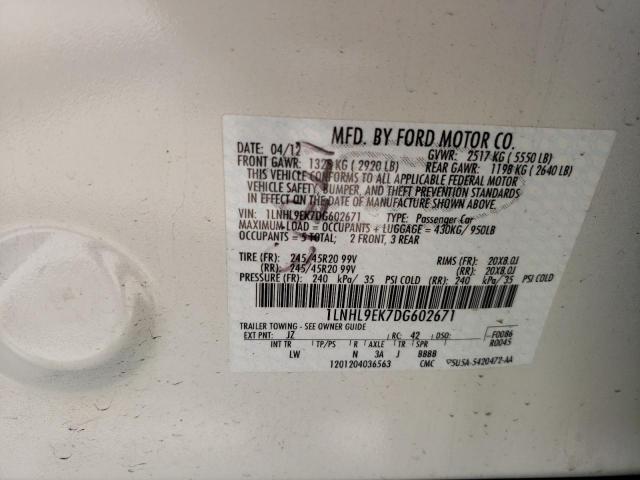 MFD. BY FORD MOTOR CO.
DATE: 04/12 GVWR: 2517 KG ( 5550 LB)
FRONT GAWR: 1325 KG ( 2920 LB) REAR GAWR: 1198 KG ( 2640 LB)
THIS VEHICLE CONFORMS TO ALL APPLICABLE FEDERAL MOTOR
VEHICLE SAFETY, BUMPER, AND THEFT PREVENTION STANDARDS
IN EFFECT ON THE DATE OF MANUFACTURE SHOWN ABOVE.
VIN: 1LNHL9EK7DG602671 TYPE: Passenger Car
MAXIMUM LOAD = OCCUPANTS + LUGGAGE = 430KG/ 950LB
OCCUPANTS = 5 TOTAL; 2 FRONT, 3 REAR
TIRE (FR): 245/45R20 99V RIMS (FR): 20X8.0J
(RR): 245/45R20 99V (RR): 20X8.0J
PRESSURE (FR): 240 kPa/ 35 PSI COLD (RR): 240 kPa/ 35 PSI COLD
1LNHL9EK7DG602671
TRAILER TOWING - SEE OWNER GUIDE
EXT PNT: JZ RC: 42 DSO: F0086
INT TR TP/PS R AXLE TR SPR R0045
LW N 3A J BBBB
1201204036563 CMC 5U5A-5420472-AA